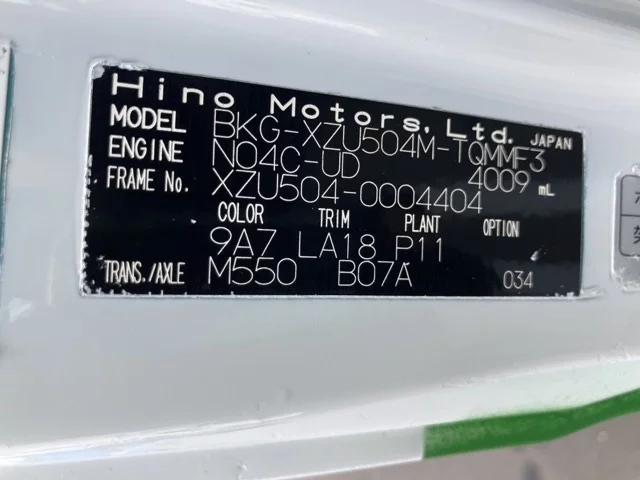 Hino Motors, Ltd. JAPAN
MODEL BKG-XZU504M-TQMMF3
ENGINE N04C-UD 4009 mL
FRAME No. XZU504-0004404
COLOR TRIM PLANT OPTION
9A7 LA18 P11
TRANS./AXLE M550 B07A 034